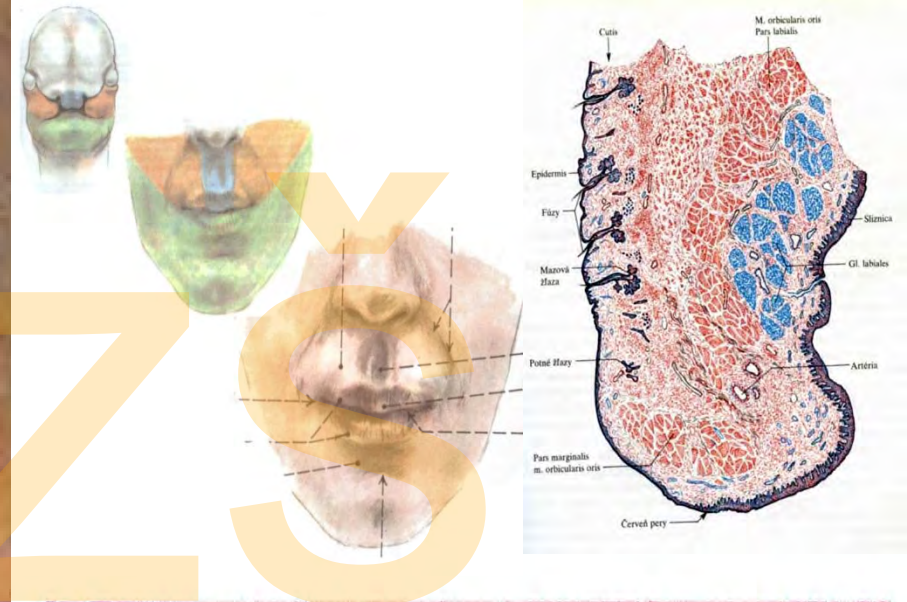 M. orbicularis oris
Pars labialis
Cutis
Epidermis
Fúzy
Sliznica
Gl. labiales
Mazová
žľaza
Potné žľazy
Artéria
Pars marginalis
m. orbicularis oris
Červeň pery
ZŠ